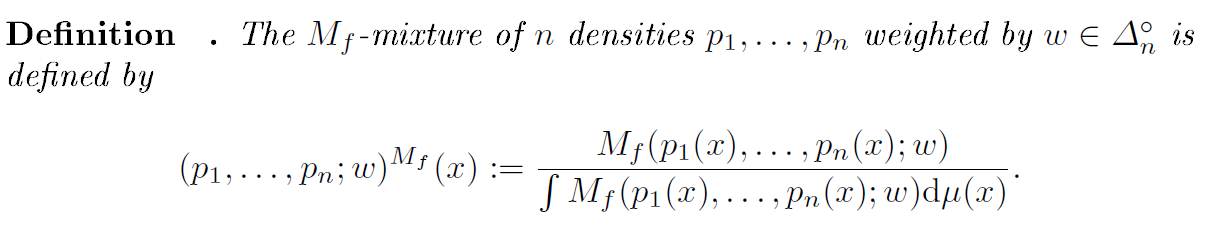 Definition . The $M_f$-mixture of $n$ densities $p_1, \ldots, p_n$ weighted by $w \in \Delta_n^\circ$ is
defined by
$$(p_1, \ldots, p_n; w)^{M_f}(x) := \frac{M_f(p_1(x), \ldots, p_n(x); w)}{\int M_f(p_1(x), \ldots, p_n(x); w) \mathrm{d}\mu(x)}.$$